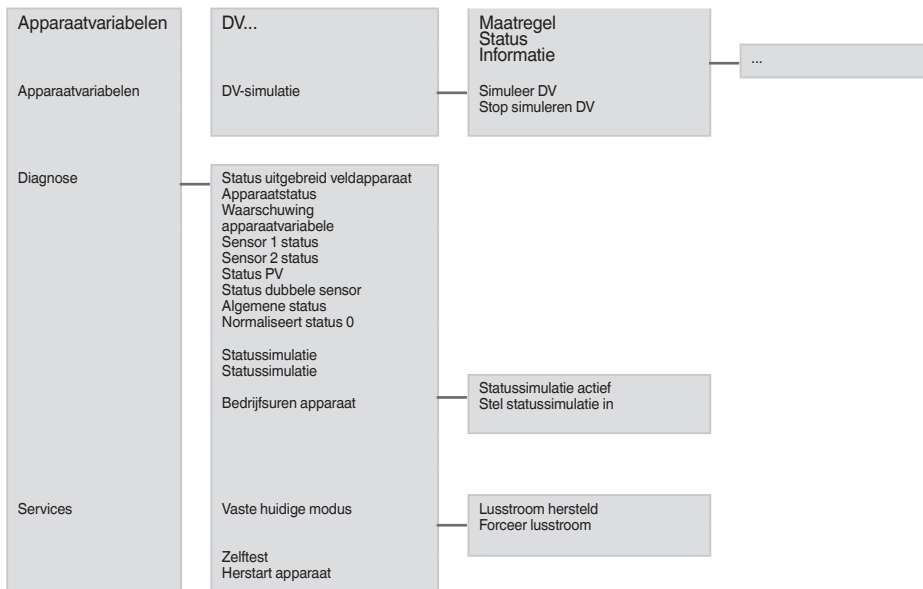 Apparaatvariabelen
DV...
Maatregel
Status
Informatie
...
Apparaatvariabelen
DV-simulatie
Simuleer DV
Stop simuleren DV
Diagnose
Status uitgebreid veldapparaat
Apparaatstatus
Waarschuwing
apparaatvariabele
Sensor 1 status
Sensor 2 status
Status PV
Status dubbele sensor
Algemene status
Normaliseert status 0
Statussimulatie
Statussimulatie
Bedrijfsuren apparaat
Statussimulatie actief
Stel statussimulatie in
Services
Vaste huidige modus
Lusstroom hersteld
Forceer lusstroom
Zelftest
Herstart apparaat